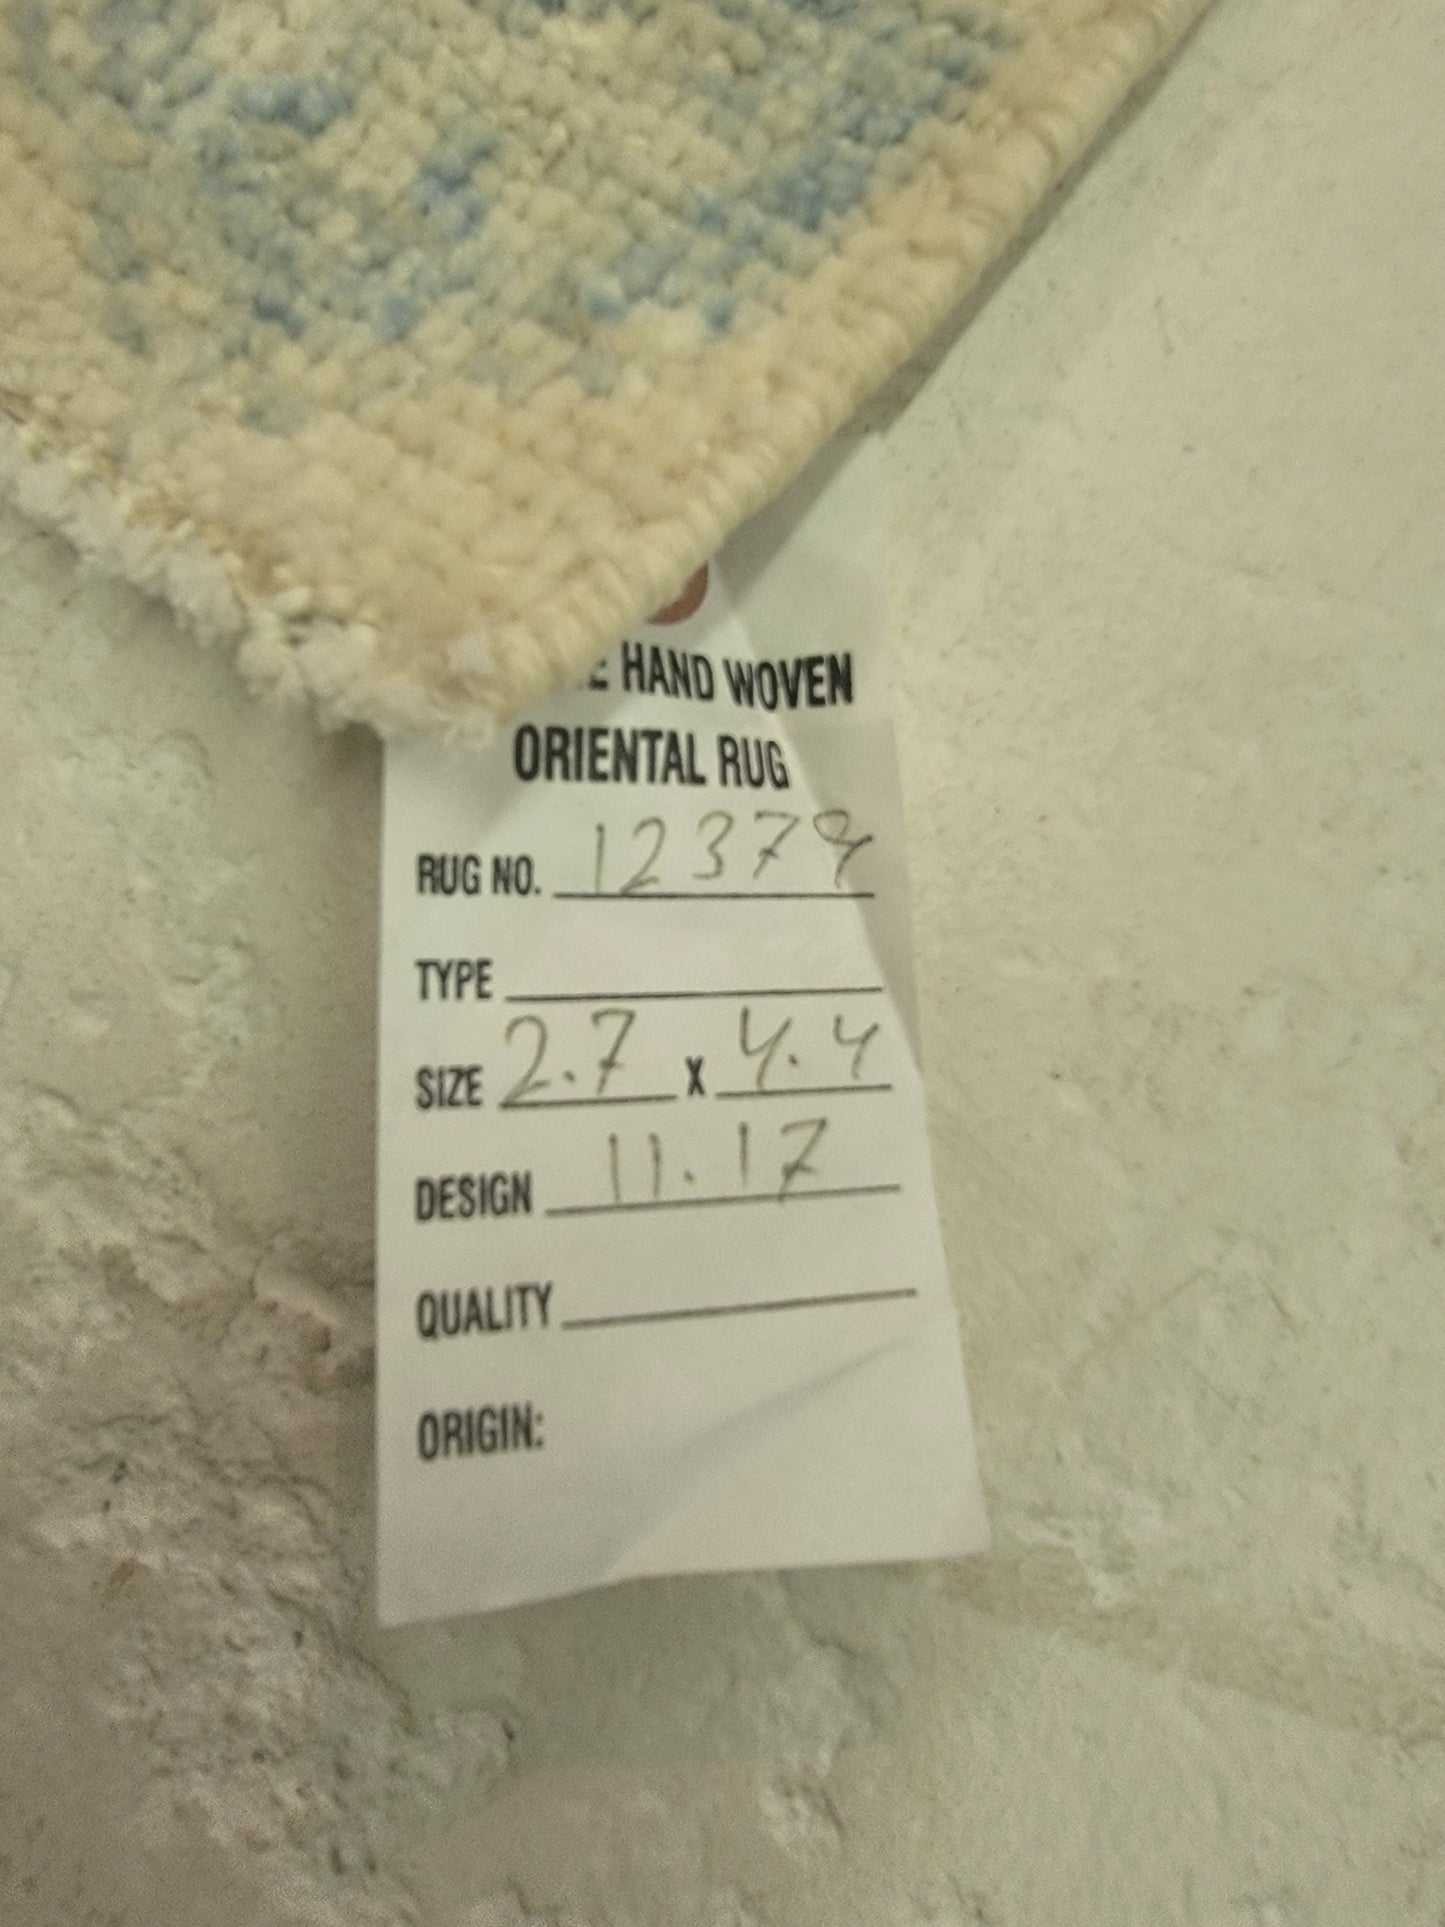 HAND WOVEN
ORIENTAL RUG
RUG NO. 12379
TYPE
SIZE 2.7 X 4.4
DESIGN 11.17
QUALITY
ORIGIN: